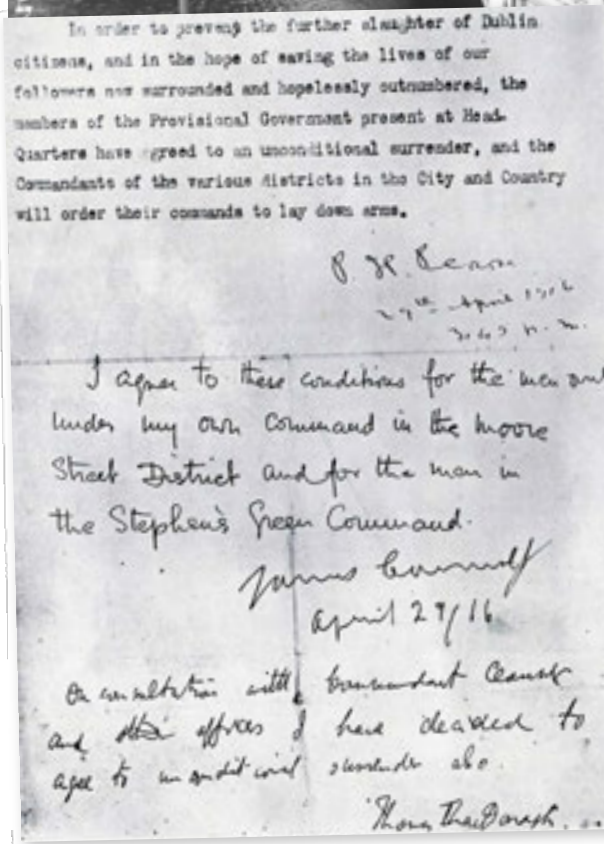 In order to prevent the further slaughter of Dublin
citizens, and in the hope of saving the lives of our
followers now surrounded and hopelessly outnumbered, the
members of the Provisional Government present at Head-
Quarters have agreed to an unconditional surrender, and the
Commandants of the various districts in the City and Country
will order their commands to lay down arms.
P. H. Pearse
29th April 1916
3.45 p.m.
I agree to these conditions for the men only
under my own Command in the Moore
Street District and for the men in
the Stephen's Green Command.
James Connolly
April 29/16
On consultation with Commandant Ceannt
and other officers I have decided to
agree to unconditional surrender also.
Thomas MacDonagh